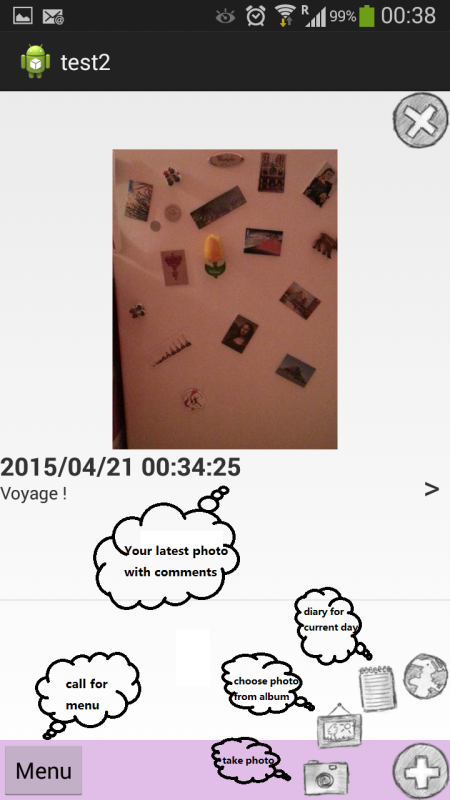 R 99% 00:38
test2
2015/04/21 00:34:25
Voyage !
>
Your latest photo
with comments
diary for
current day
call for
menu
choose photo
from album
take photo
Menu